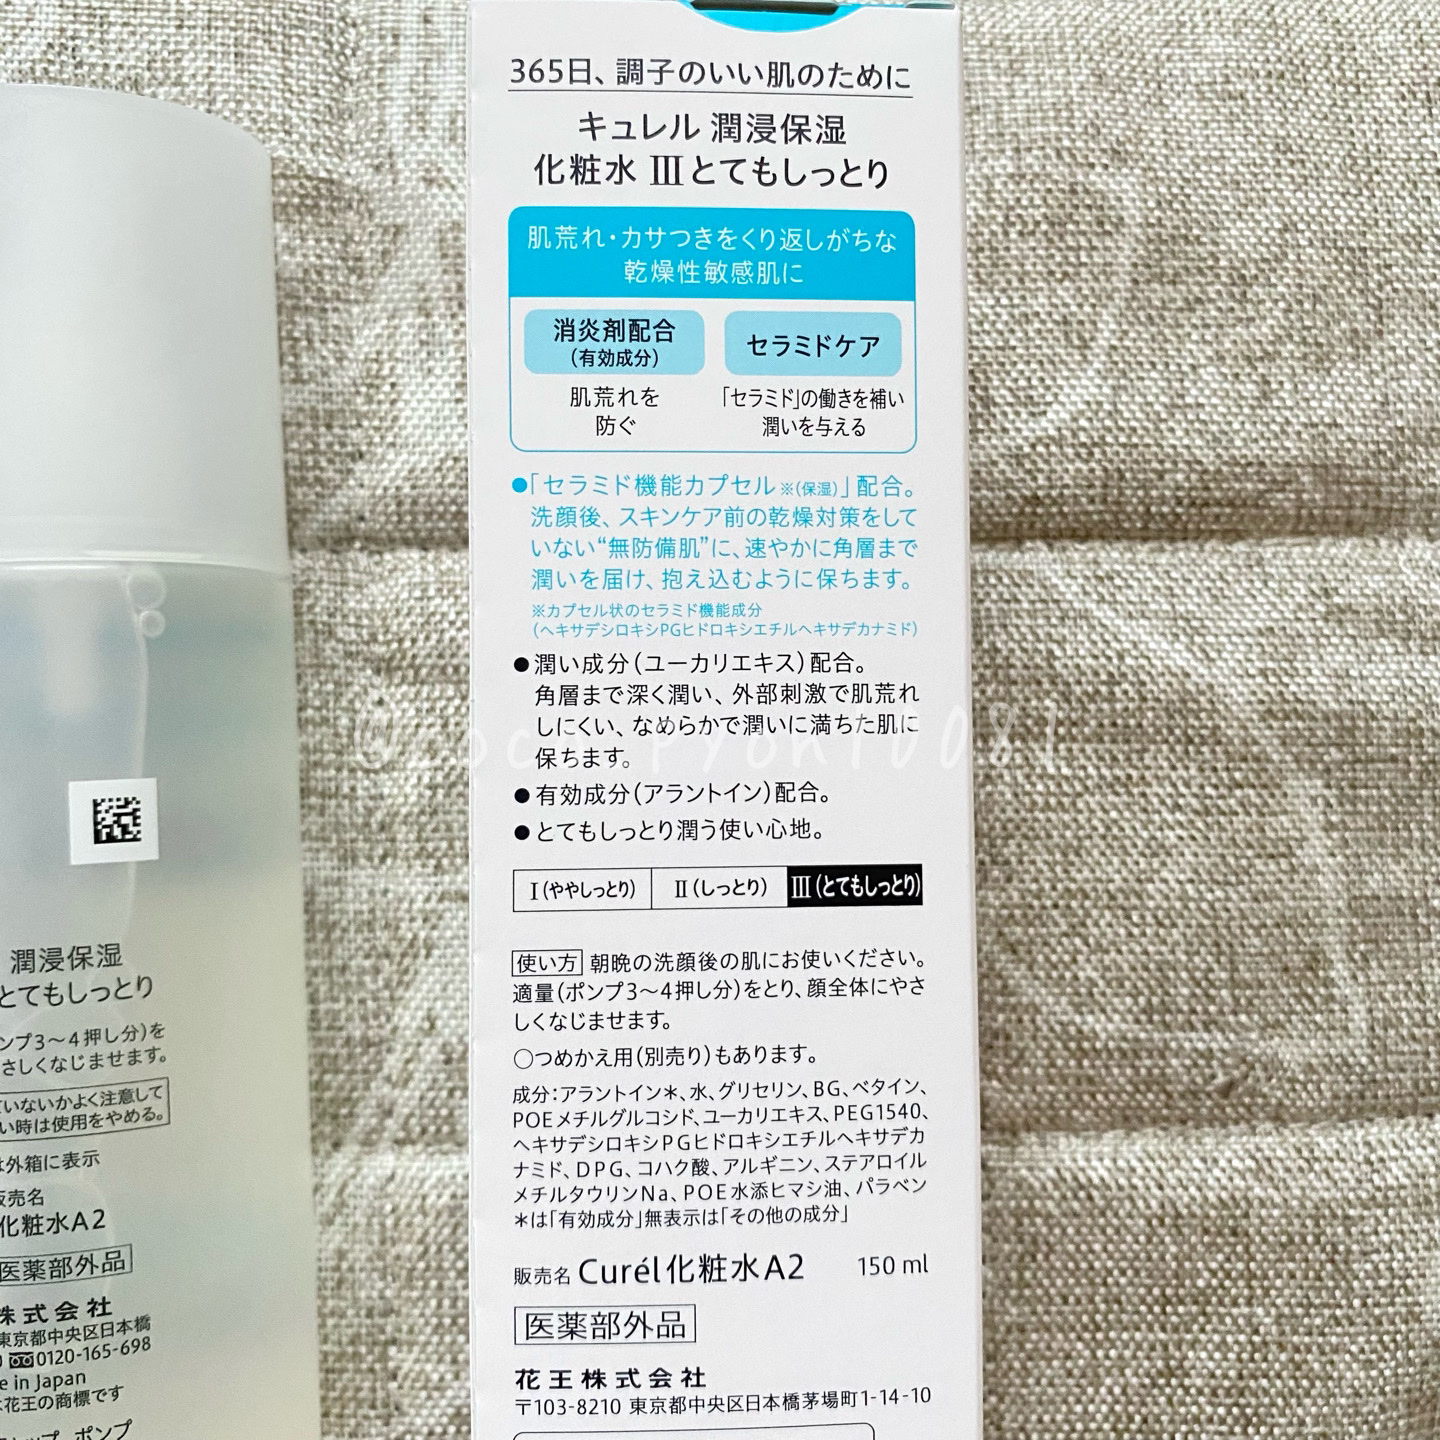 365日、調子のいい肌のために
キュレル 潤浸保湿
化粧水 Ⅲ とてもしっとり
肌荒れ・カサつきをくり返しがちな
乾燥性敏感肌に
消炎剤配合
(有効成分)
セラミドケア
肌荒れを
防ぐ
「セラミド」の働きを補い
潤いを与える
●「セラミド機能カプセル※(保湿)」配合。
洗顔後、スキンケア前の乾燥対策をして
いない“無防備肌”に、速やかに角層まで
潤いを届け、抱え込むように保ちます。
※カプセル状のセラミド機能成分
(ヘキサデシロキシPGヒドロキシエチルヘキサデカナミド)
●潤い成分(ユーカリエキス)配合。
角層まで深く潤い、外部刺激で肌荒れ
しにくい、なめらかで潤いに満ちた肌に
保ちます。
●有効成分(アラントイン)配合。
●とてもしっとり潤う使い心地。
Ⅰ(ややしっとり) Ⅱ(しっとり) Ⅲ(とてもしっとり)
使い方 朝晩の洗顔後の肌にお使いください。
適量(ポンプ3〜4押し分)をとり、顔全体にやさ
しくなじませます。
○つめかえ用(別売り)もあります。
成分：アラントイン＊、水、グリセリン、BG、ベタイン、
POEメチルグルコシド、ユーカリエキス、PEG1540、
ヘキサデシロキシPGヒドロキシエチルヘキサデカ
ナミド、DPG、コハク酸、アルギニン、ステアロイル
メチルタウリンNa、POE水添ヒマシ油、パラベン
＊は「有効成分」無表示は「その他の成分」
販売名 Curél 化粧水A2 150 ml
医薬部外品
花王株式会社
〒103-8210 東京都中央区日本橋茅場町1-14-10
潤浸保湿
とてもしっとり
ンプ3〜4押し分)を
さしくなじませます。
ていないかよく注意して
い時は使用をやめる。
は外箱に表示
販売名
化粧水A2
医薬部外品
株式会社
東京都中央区日本橋
0120-165-698
e in Japan
は花王の商標です
ポンプ